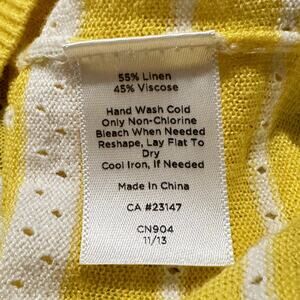 55% Linen
45% Viscose
Hand Wash Cold
Only Non-Chlorine
Bleach When Needed
Reshape, Lay Flat To
Dry
Cool Iron, If Needed
Made In China
CA #23147
CN904
11/13